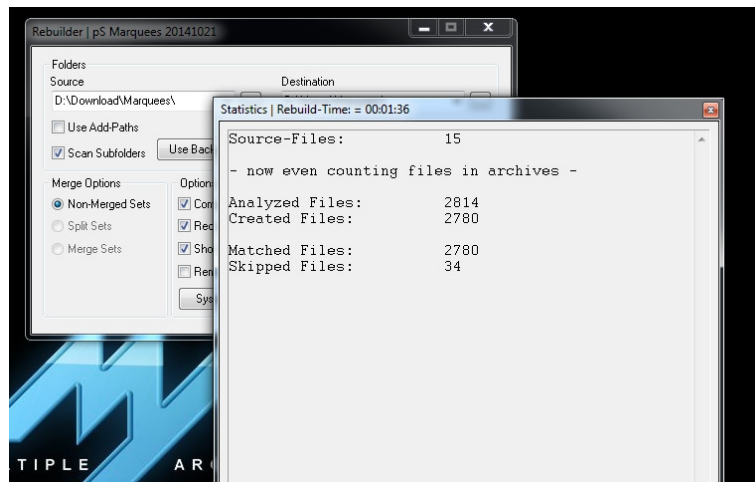 Rebuilder | pS Marquees 20141021
Folders
Source
Destination
D:\Download\Marquees\
Use Add-Paths
Scan Subfolders
Merge Options
Non-Merged Sets
Split Sets
Merge Sets
Statistics | Rebuild-Time: = 00:01:36
Source-Files: 15
- now even counting files in archives -
Analyzed Files: 2814
Created Files: 2780
Matched Files: 2780
Skipped Files: 34
TIPLE AR